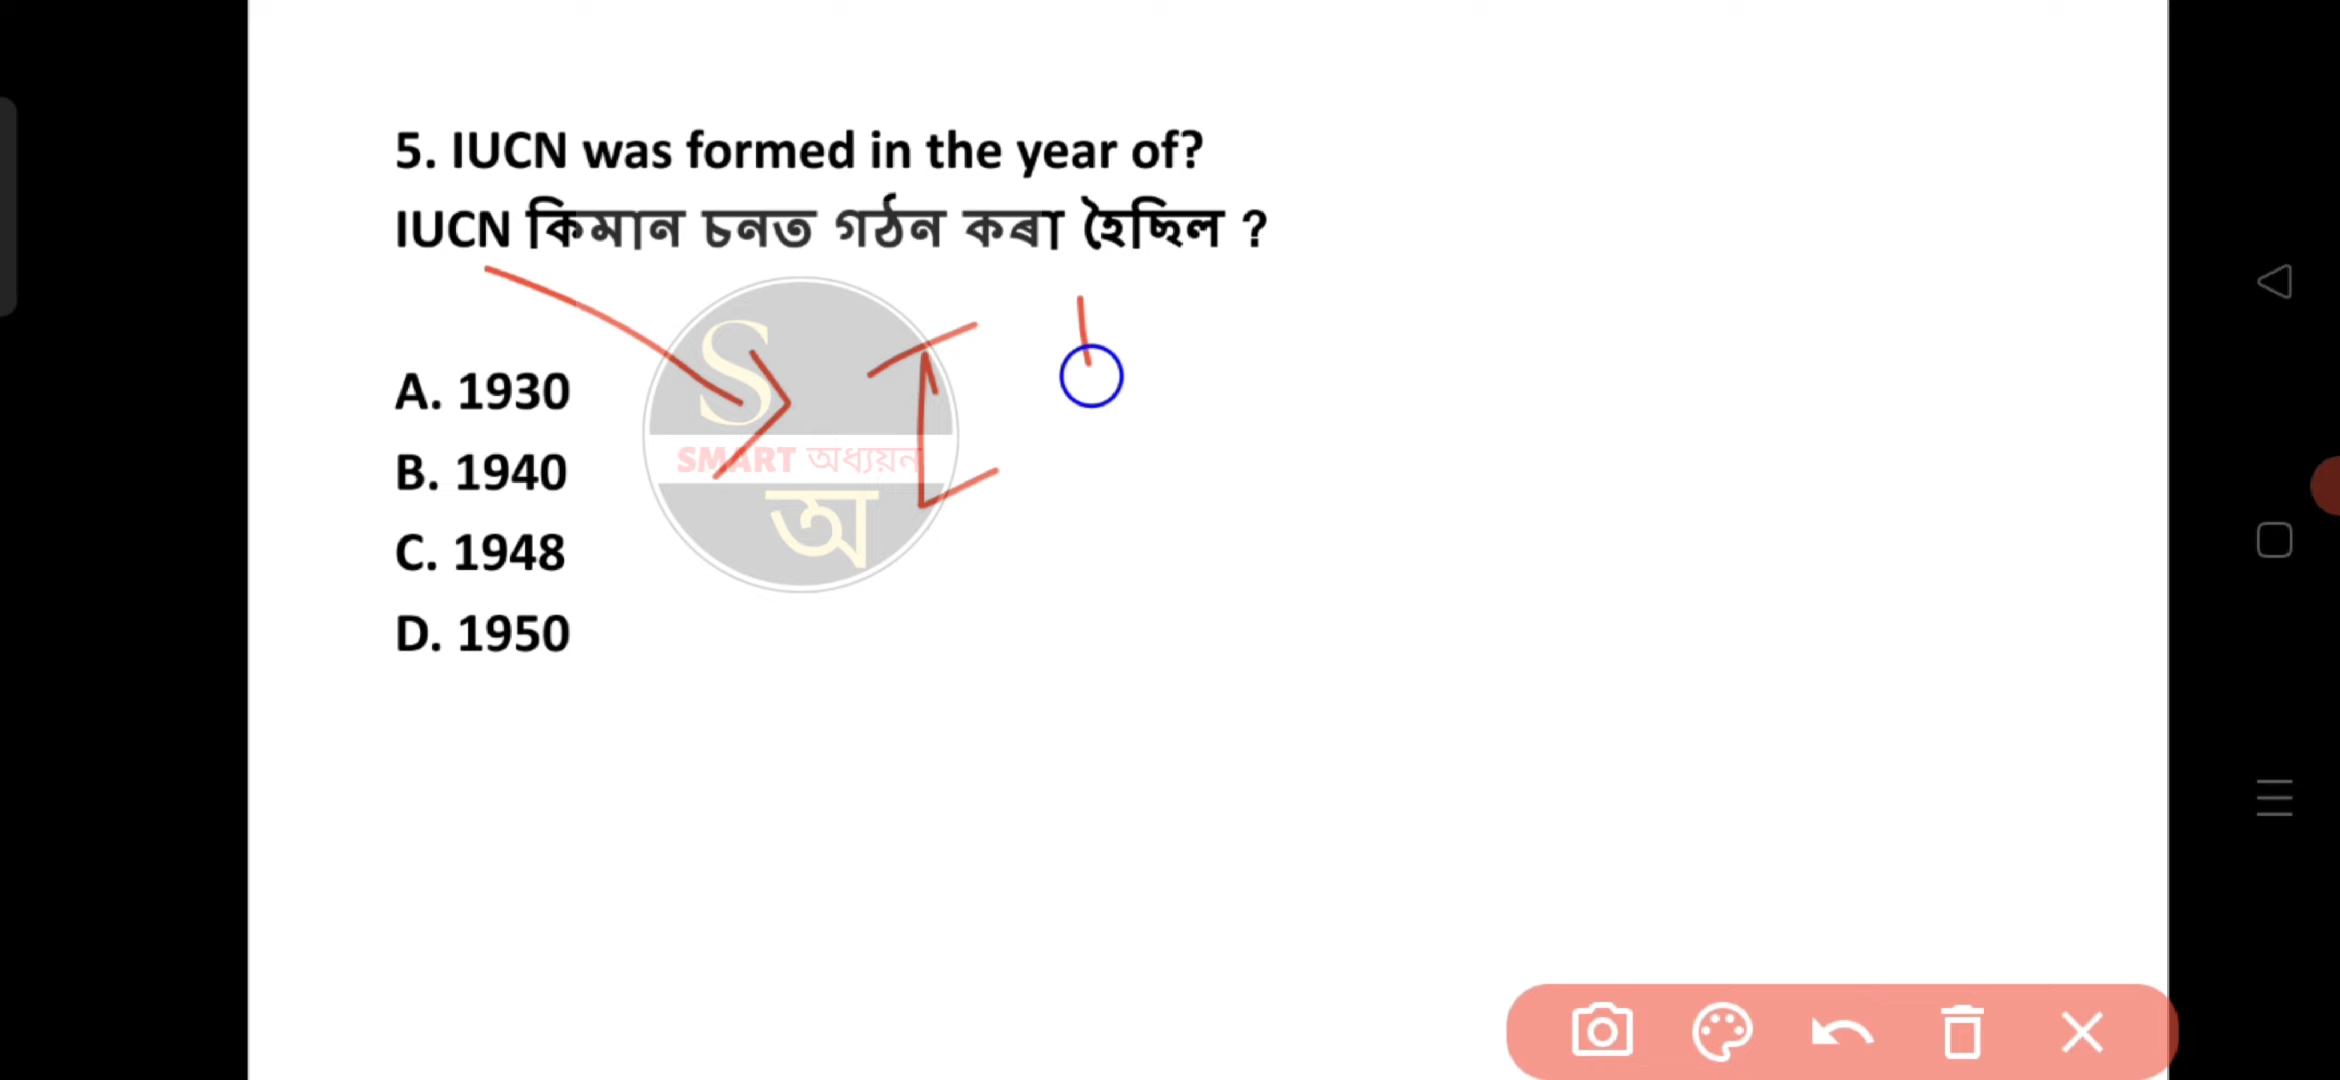 5. IUCN was formed in the year of?
IUCN কিমান চনত গঠন কৰা হৈছিল ?
A. 1930
B. 1940
C. 1948
D. 1950
S
SMART অধ্যয়ন
অ